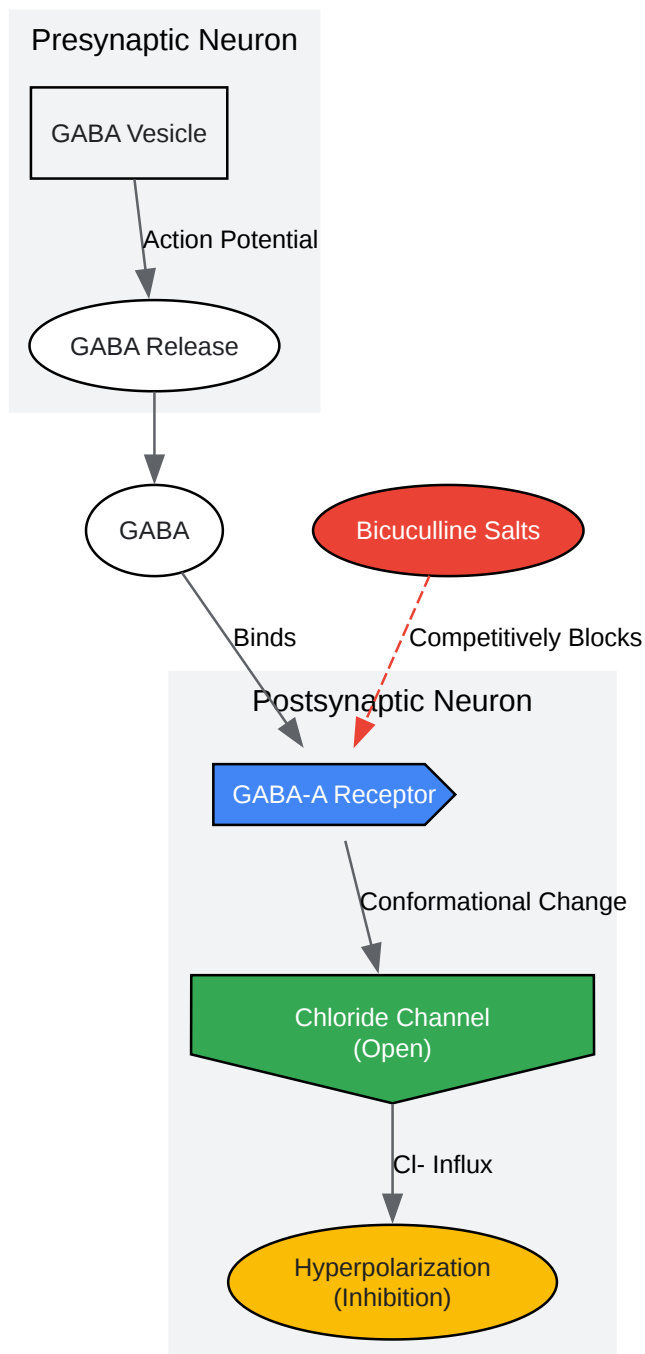 Presynaptic Neuron
GABA Vesicle
Action Potential
GABA Release
GABA
Bicuculline Salts
Binds
Competitively Blocks
Postsynaptic Neuron
GABA-A Receptor
Conformational Change
Chloride Channel
(Open)
Cl- Influx
Hyperpolarization
(Inhibition)